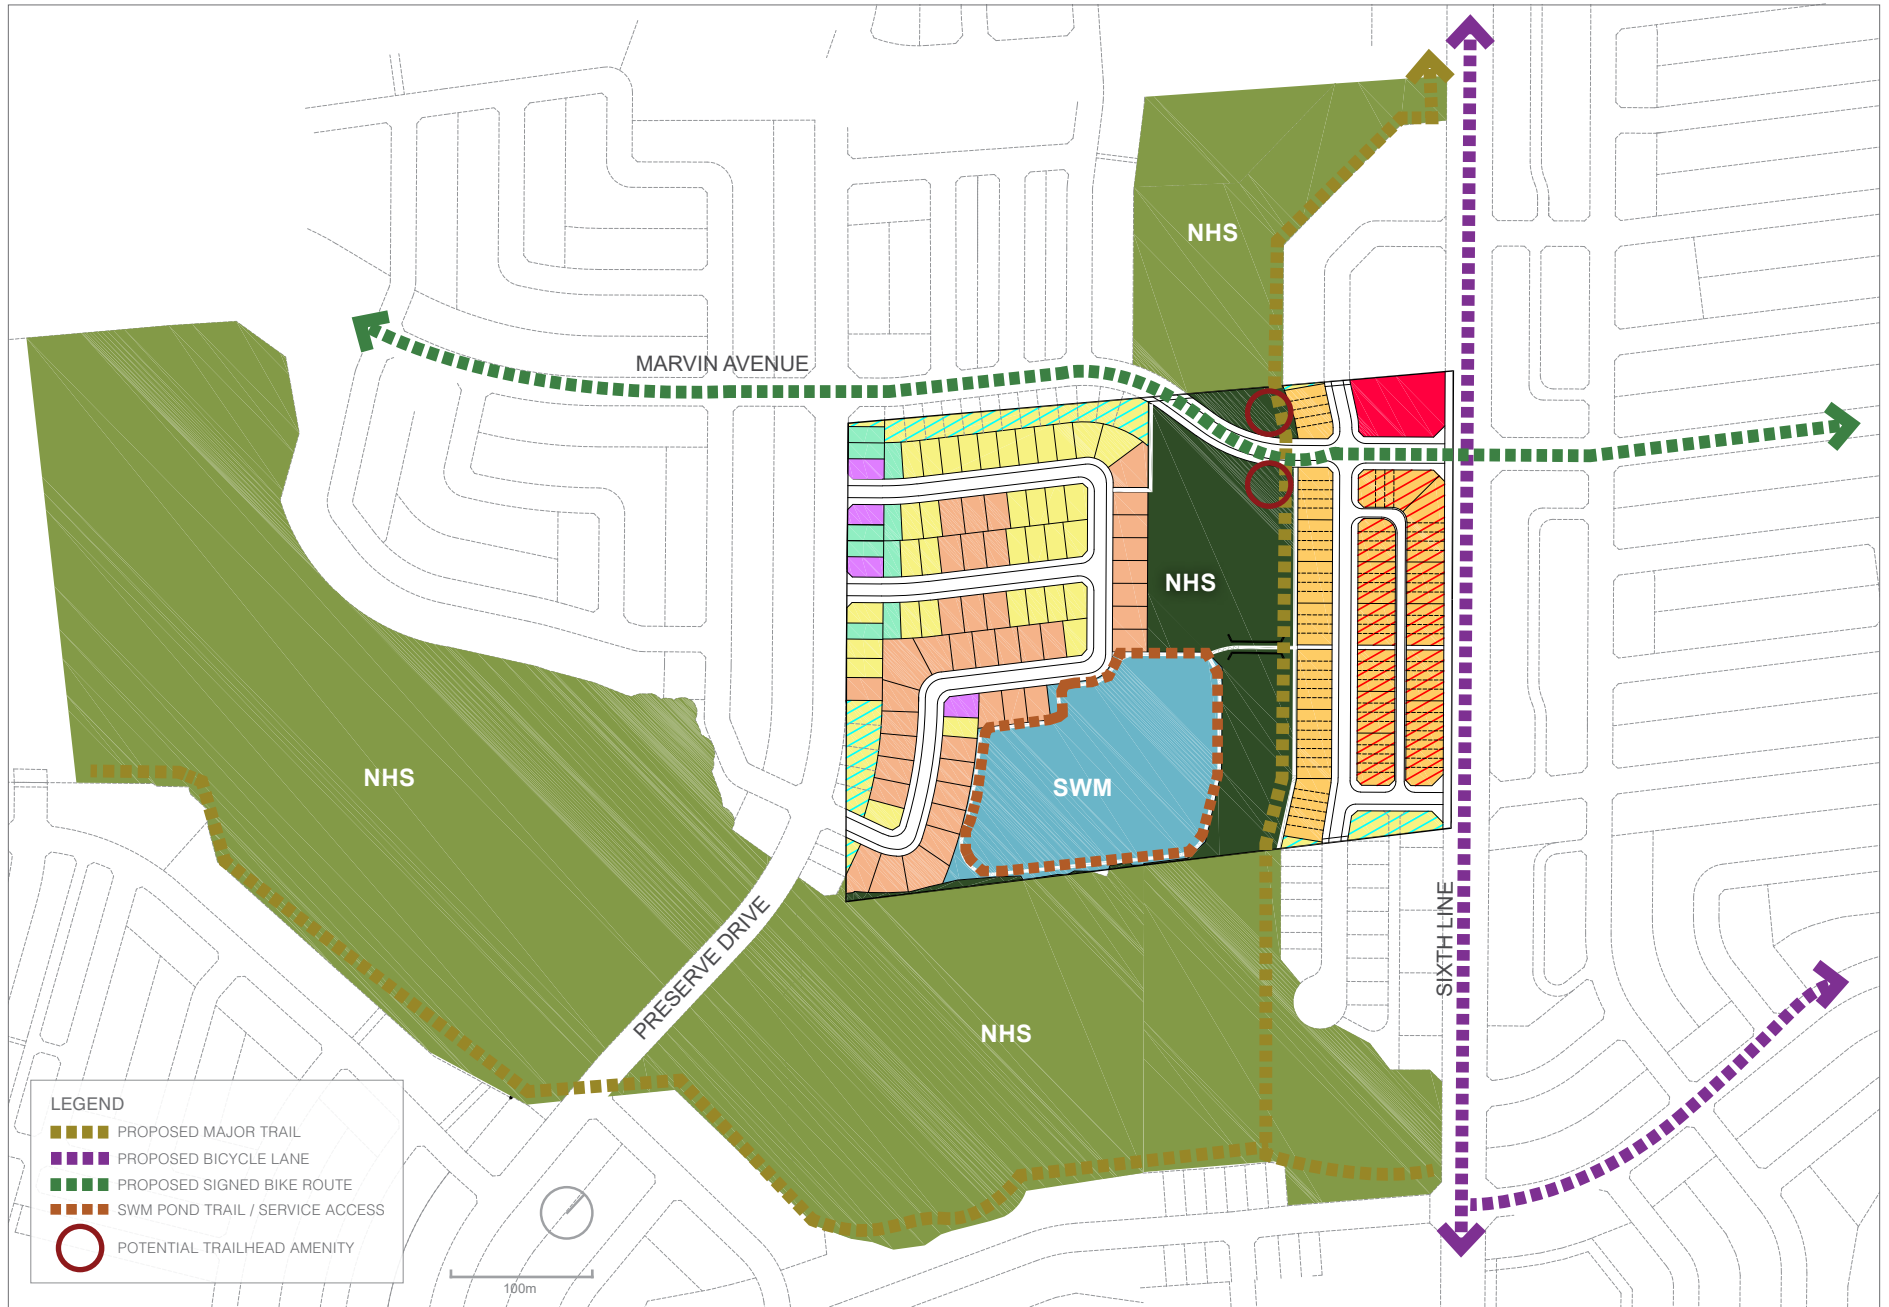 NHS
MARVIN AVENUE
NHS
NHS
SWM
PRESERVE DRIVE
SIXTH LINE
NHS
LEGEND
PROPOSED MAJOR TRAIL
PROPOSED BICYCLE LANE
PROPOSED SIGNED BIKE ROUTE
SWM POND TRAIL / SERVICE ACCESS
POTENTIAL TRAILHEAD AMENITY
100m